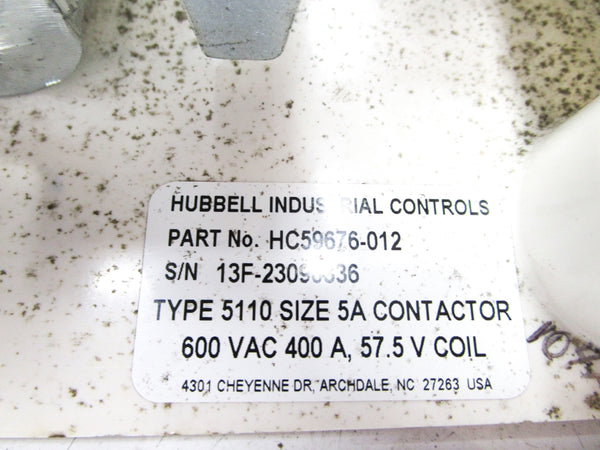 HUBBELL INDUSTRIAL CONTROLS
PART No. HC59676-012
S/N
TYPE 5110 SIZE 5A CONTACTOR
600 VAC 400 A, 57.5 V COIL
4301 CHEYENNE DR, ARCHDALE, NC 27263 USA